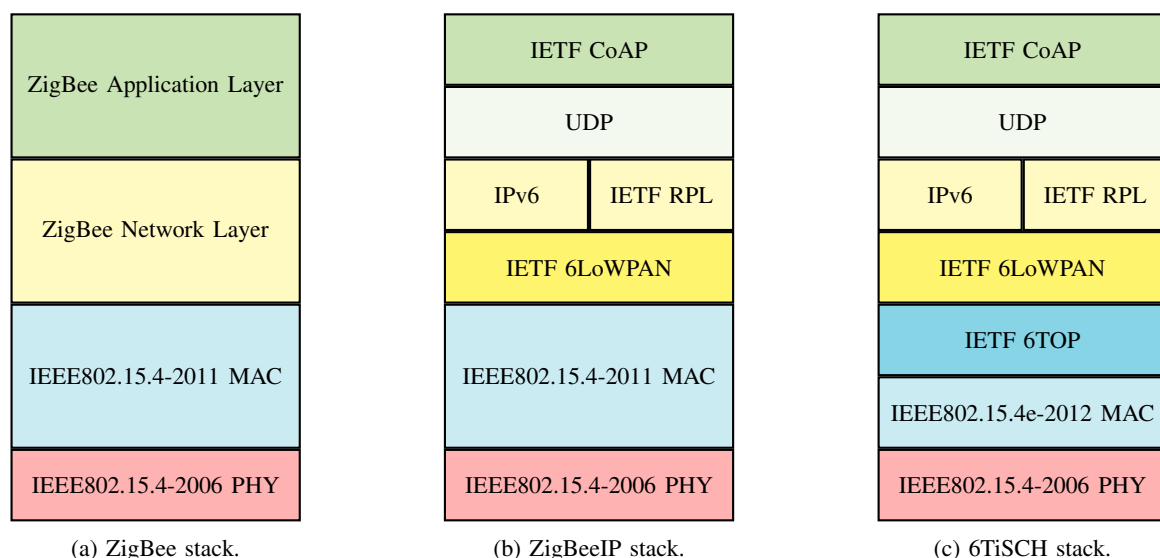 ZigBee Application Layer
ZigBee Network Layer
IEEE802.15.4-2011 MAC
IEEE802.15.4-2006 PHY
(a) ZigBee stack.
IETF CoAP
UDP
IPv6
IETF RPL
IETF 6LoWPAN
IEEE802.15.4-2011 MAC
IEEE802.15.4-2006 PHY
(b) ZigBeeIP stack.
IETF CoAP
UDP
IPv6
IETF RPL
IETF 6LoWPAN
IETF 6TOP
IEEE802.15.4e-2012 MAC
IEEE802.15.4-2006 PHY
(c) 6TiSCH stack.